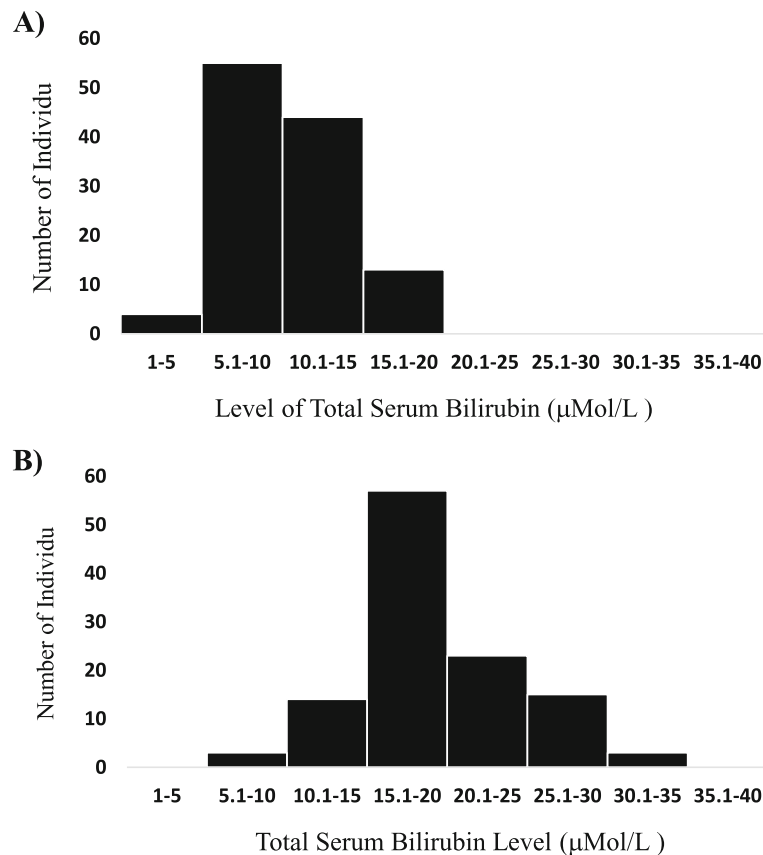 A)
60
50
40
30
20
10
0
Number of Individu
1-5 5.1-10 10.1-15 15.1-20 20.1-25 25.1-30 30.1-35 35.1-40
Level of Total Serum Bilirubin (μMol/L )
B)
60
50
40
30
20
10
0
Number of Individu
1-5 5.1-10 10.1-15 15.1-20 20.1-25 25.1-30 30.1-35 35.1-40
Total Serum Bilirubin Level (μMol/L )